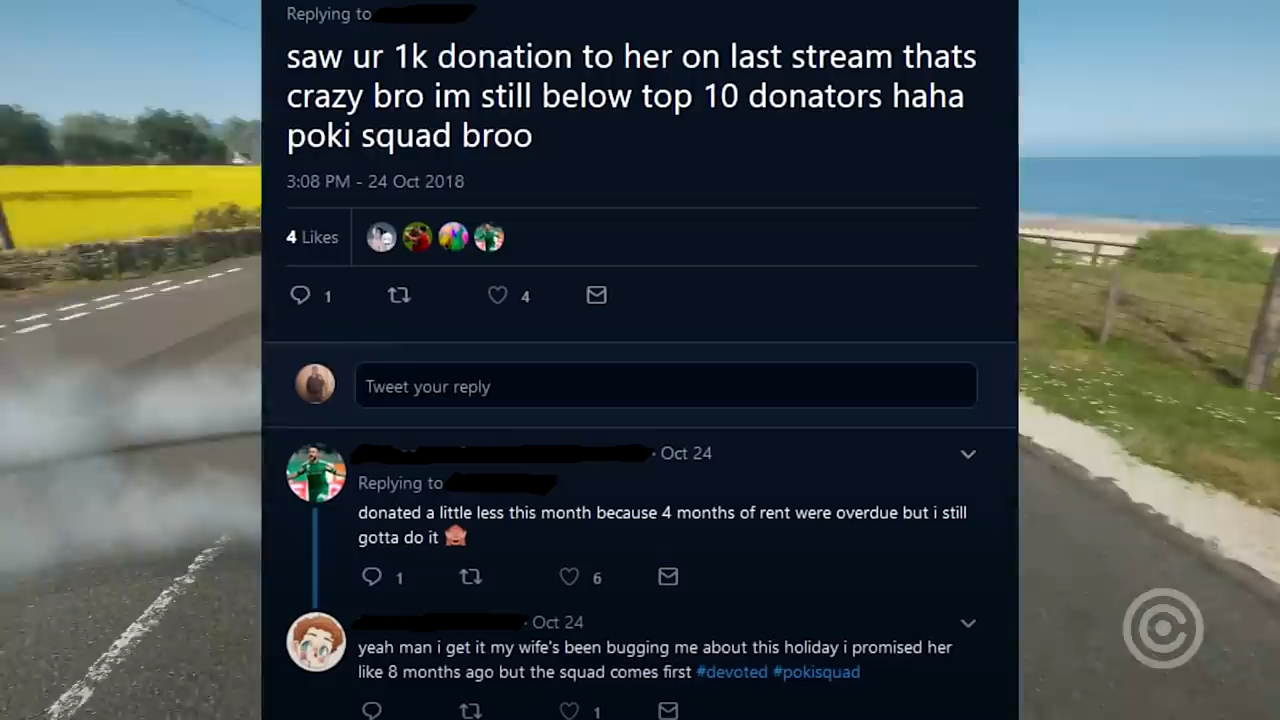 Replying to
saw ur 1k donation to her on last stream thats
crazy bro im still below top 10 donators haha
poki squad broo
3:08 PM - 24 Oct 2018
4 Likes
1 4
Tweet your reply
· Oct 24
Replying to
donated a little less this month because 4 months of rent were overdue but i still
gotta do it 🙈
1 6
· Oct 24
yeah man i get it my wife's been bugging me about this holiday i promised her
like 8 months ago but the squad comes first #devoted #pokisquad
1